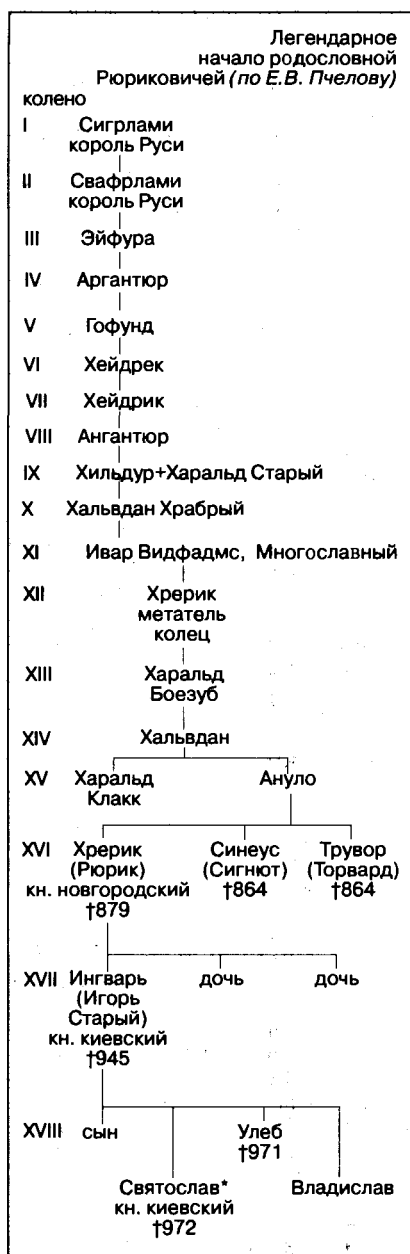 Легендарное
начало родословной
Рюриковичей (по Е.В. Пчелову)
колено
I Сигрлами
король Руси
II Свафрлами
король Руси
III Эйфура
IV Аргантюр
V Гофунд
VI Хейдрек
VII Хейдрик
VIII Ангантюр
IX Хильдур+Харальд Старый
X Хальвдан Храбрый
XI Ивар Видфадмс, Многославный
XII Хрерик
метатель
колец
XIII Харальд
Боезуб
XIV Хальвдан
XV Харальд Ануло
Клакк
XVI Хрерик Синеус Трувор
(Рюрик) (Сигнют) (Торвард)
кн. новгородский †864 †864
†879
XVII Ингварь дочь дочь
(Игорь
Старый)
кн. киевский
†945
XVIII сын Улеб
†971
Святослав* Владислав
кн. киевский
†972